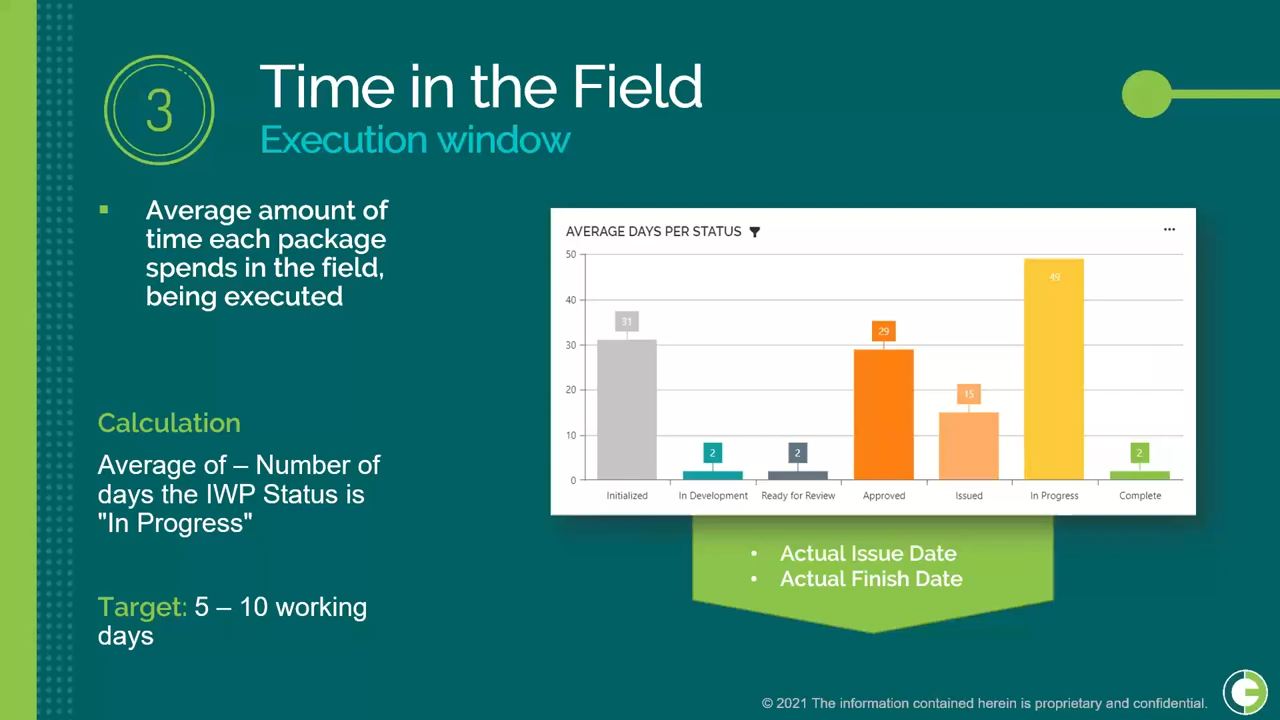 3
Time in the Field
Execution window
▪ Average amount of
time each package
spends in the field,
being executed
Calculation
Average of – Number of
days the IWP Status is
"In Progress"
Target: 5 – 10 working
days
AVERAGE DAYS PER STATUS
50
40
30
20
10
0
31
2
2
29
15
49
2
Initialized
In Development
Ready for Review
Approved
Issued
In Progress
Complete
• Actual Issue Date
• Actual Finish Date
© 2021 The information contained herein is proprietary and confidential.